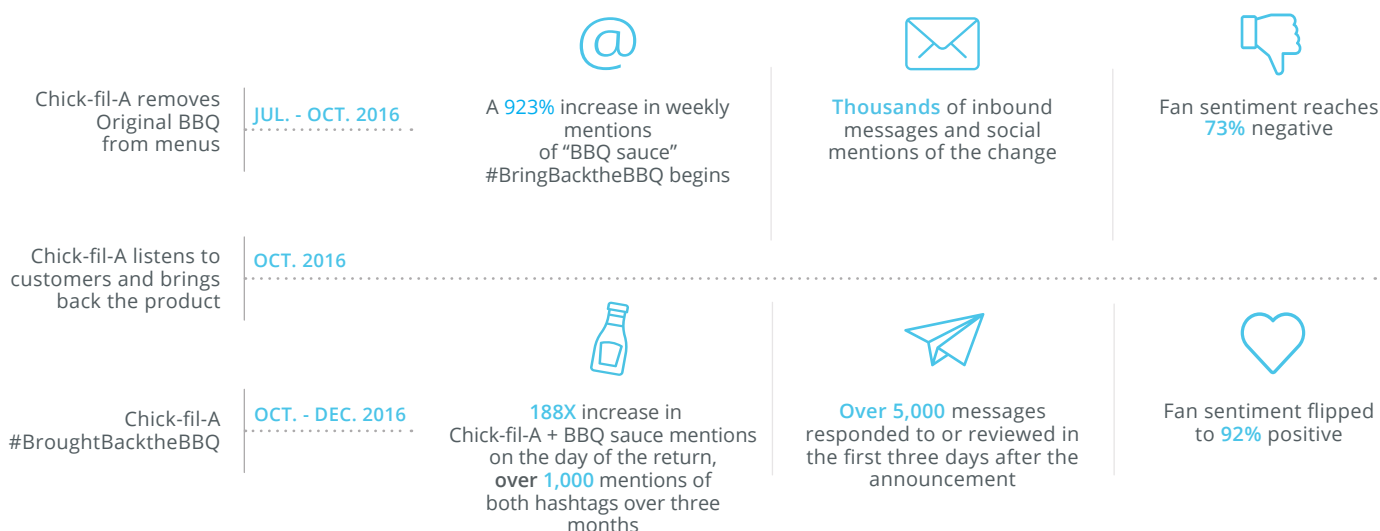 Chick-fil-A removes
Original BBQ
from menus
JUL. - OCT. 2016
@
A 923% increase in weekly
mentions
of “BBQ sauce”
#BringBacktheBBQ begins
Thousands of inbound
messages and social
mentions of the change
Fan sentiment reaches
73% negative
Chick-fil-A listens to
customers and brings
back the product
OCT. 2016
Chick-fil-A
#BroughtBacktheBBQ
OCT. - DEC. 2016
188X increase in
Chick-fil-A + BBQ sauce mentions
on the day of the return,
over 1,000 mentions of
both hashtags over three
months
Over 5,000 messages
responded to or reviewed in
the first three days after the
announcement
Fan sentiment flipped
to 92% positive